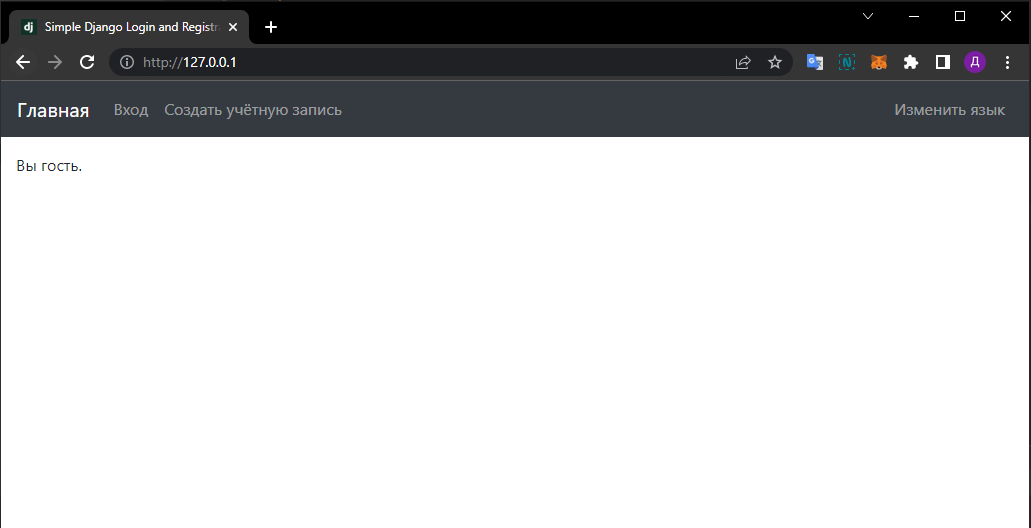 dj Simple Django Login and Registra
http://127.0.0.1
Д
Главная Вход Создать учётную запись Изменить язык
Вы гость.